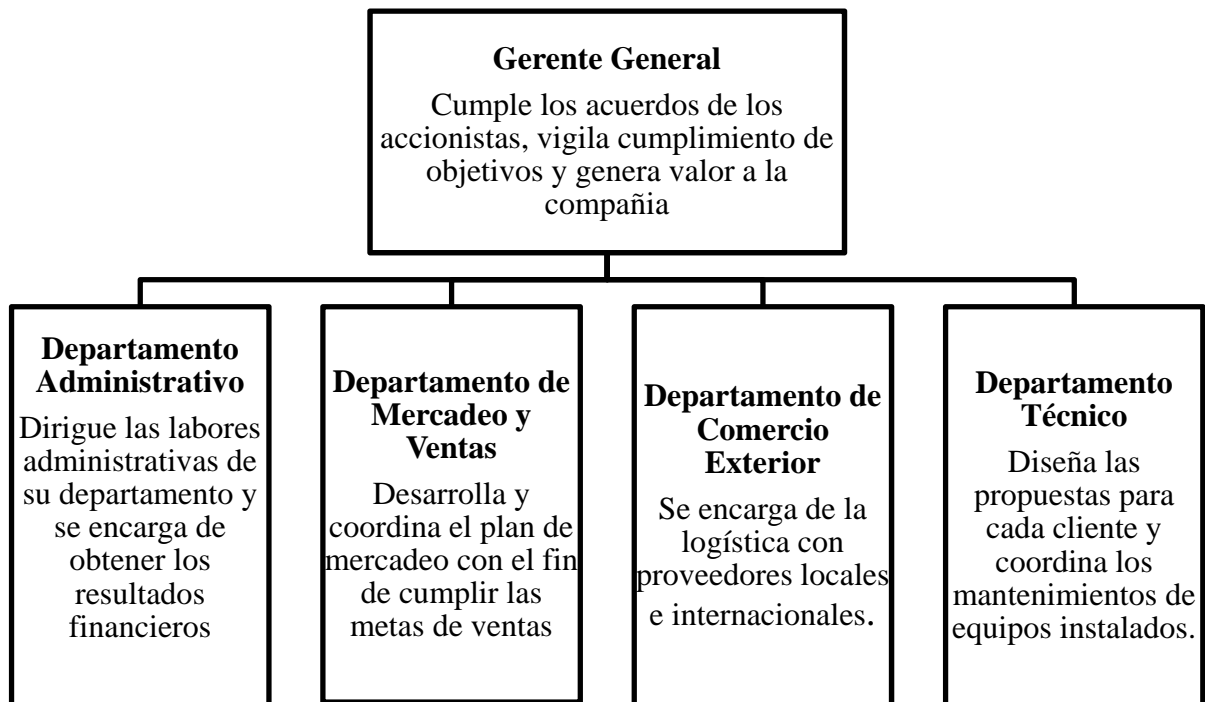 Gerente General
Cumple los acuerdos de los
accionistas, vigila cumplimiento de
objetivos y genera valor a la
compañia
Departamento
Administrativo
Dirigue las labores
administrativas de
su departamento y
se encarga de
obtener los
resultados
financieros
Departamento de
Mercadeo y
Ventas
Desarrolla y
coordina el plan de
mercadeo con el fin
de cumplir las
metas de ventas
Departamento de
Comercio
Exterior
Se encarga de la
logística con
proveedores locales
e internacionales.
Departamento
Técnico
Diseña las
propuestas para
cada cliente y
coordina los
mantenimientos de
equipos instalados.